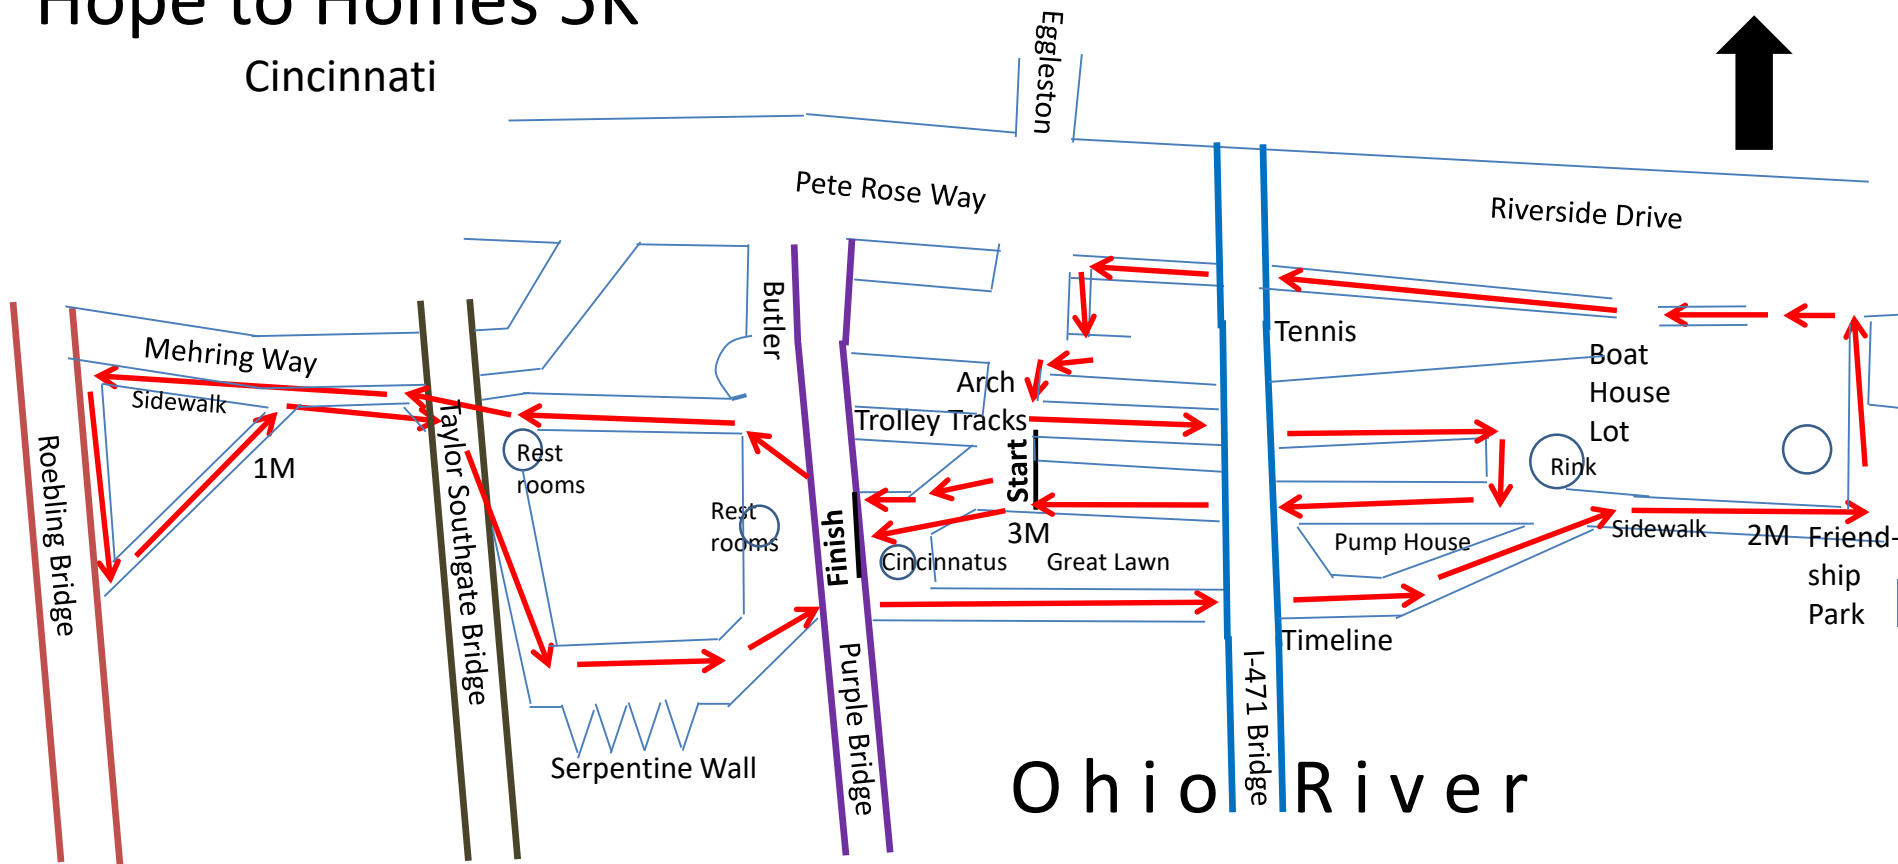 Hope to Homes 5K
Cincinnati
Eggleston
Pete Rose Way
Riverside Drive
Butler
Mehring Way
Sidewalk
1M
Roebling Bridge
Taylor Southgate Bridge
Rest
rooms
Rest
rooms
Serpentine Wall
Purple Bridge
Finish
Arch
Trolley Tracks
Start
3M
Cincinnatus
Great Lawn
Tennis
Boat
House
Lot
Rink
Pump House
Sidewalk
2M
Friend-
ship
Park
Timeline
I-471 Bridge
Ohio River